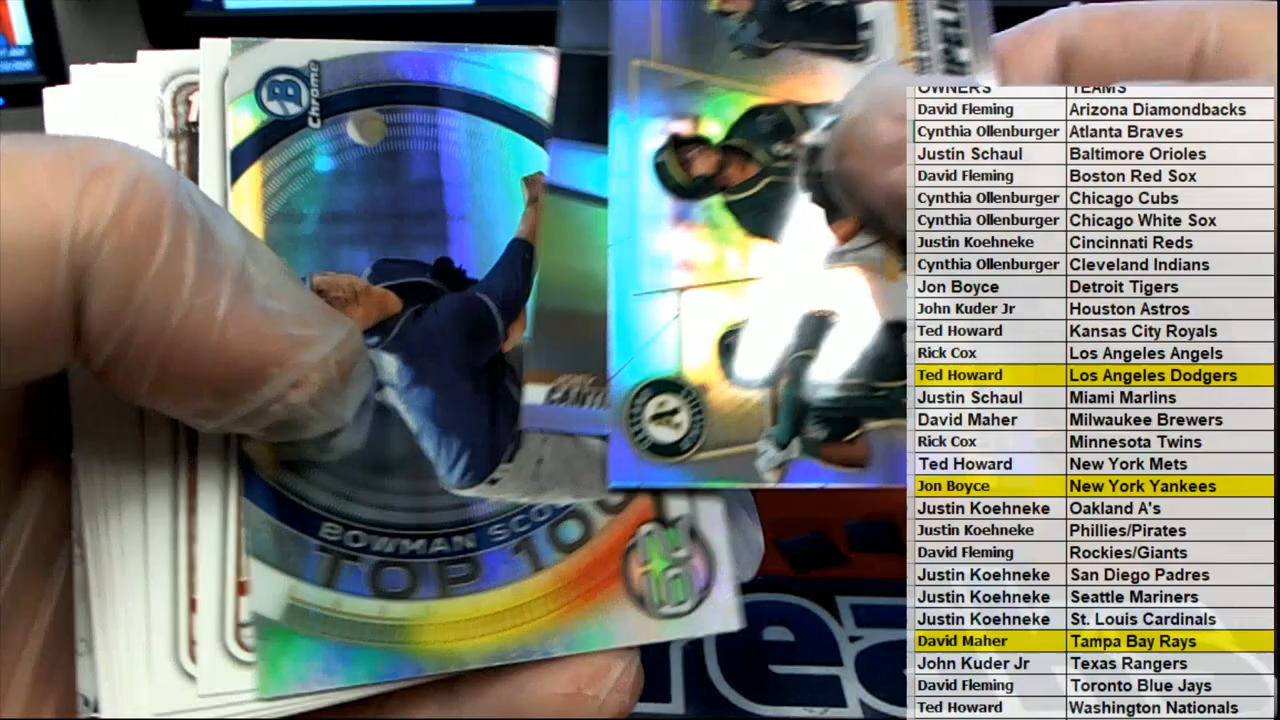 B
Chrome
BOWMAN
TOP 10
A
OWNERS TEAMS
David Fleming Arizona Diamondbacks
Cynthia Ollenburger Atlanta Braves
Justin Schaul Baltimore Orioles
David Fleming Boston Red Sox
Cynthia Ollenburger Chicago Cubs
Cynthia Ollenburger Chicago White Sox
Justin Koehneke Cincinnati Reds
Cynthia Ollenburger Cleveland Indians
Jon Boyce Detroit Tigers
John Kuder Jr Houston Astros
Ted Howard Kansas City Royals
Rick Cox Los Angeles Angels
Ted Howard Los Angeles Dodgers
Justin Schaul Miami Marlins
David Maher Milwaukee Brewers
Rick Cox Minnesota Twins
Ted Howard New York Mets
Jon Boyce New York Yankees
Justin Koehneke Oakland A's
Justin Koehneke Phillies/Pirates
David Fleming Rockies/Giants
Justin Koehneke San Diego Padres
Justin Koehneke Seattle Mariners
Justin Koehneke St. Louis Cardinals
David Maher Tampa Bay Rays
John Kuder Jr Texas Rangers
David Fleming Toronto Blue Jays
Ted Howard Washington Nationals